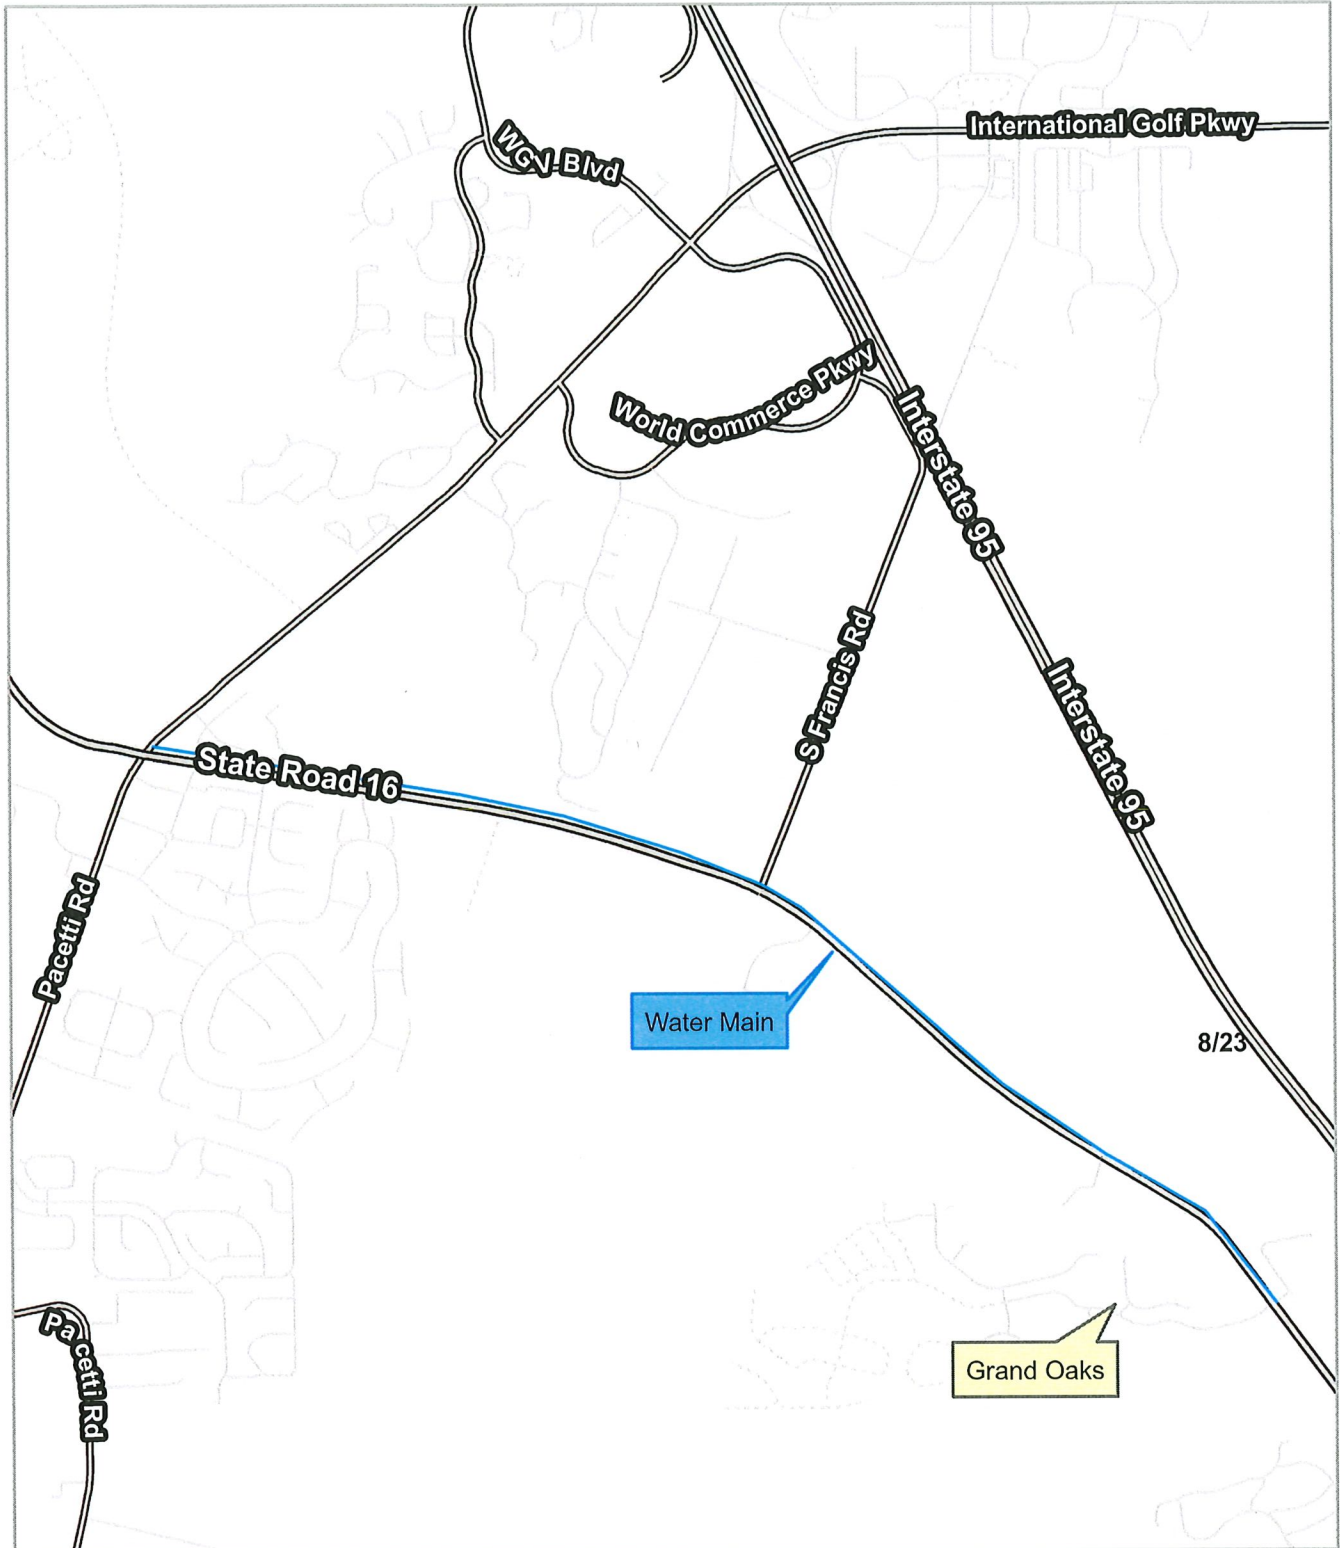 International Golf Pkwy
WGV Blvd
World Commerce Pkwy
Interstate 95
S Francis Rd
Interstate 95
State Road 16
Pacetti Rd
Water Main
8/23
Pacetti Rd
Grand Oaks